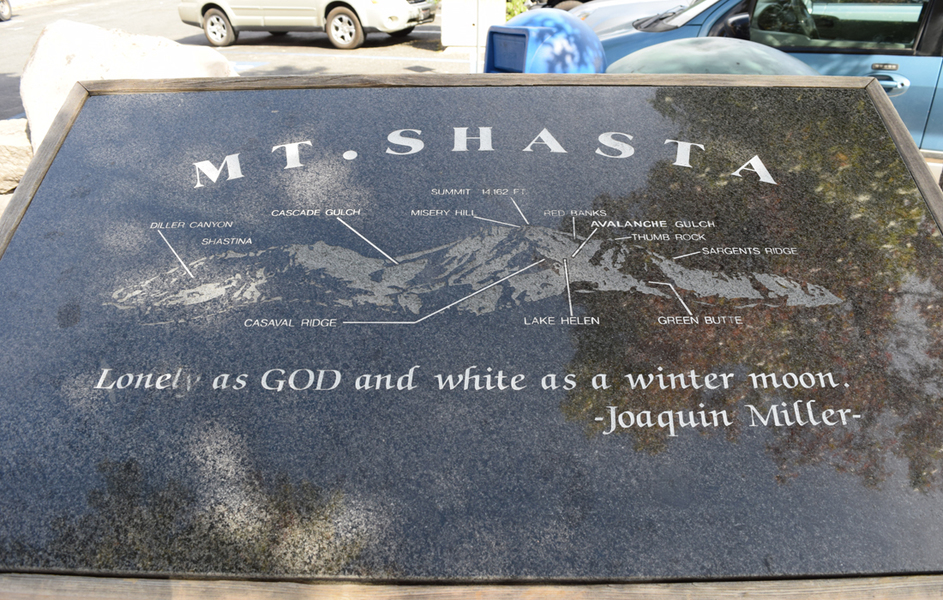 MT. SHASTA
SUMMIT 14,162 FT.
CASCADE GULCH
MISERY HILL
RED BANKS
DILLER CANYON
AVALANCHE GULCH
SHASTINA
THUMB ROCK
SARGENTS RIDGE
CASAVAL RIDGE
LAKE HELEN
GREEN BUTTE
Lonely as GOD and white as a winter moon.
-Joaquin Miller-